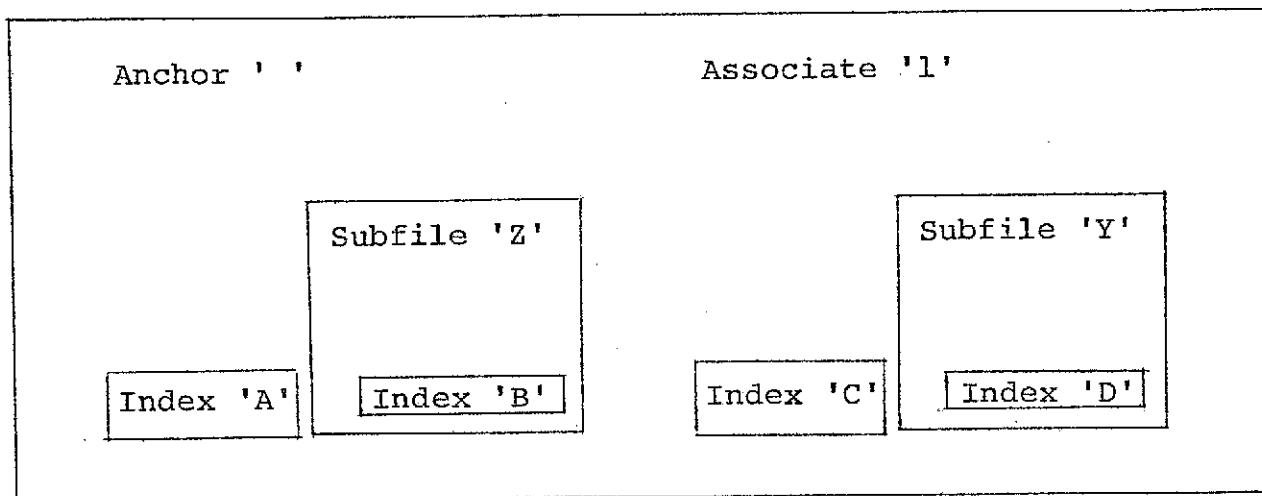 Anchor ' '
Associate '1'
Subfile 'Z'
Subfile 'Y'
Index 'A'
Index 'B'
Index 'C'
Index 'D'